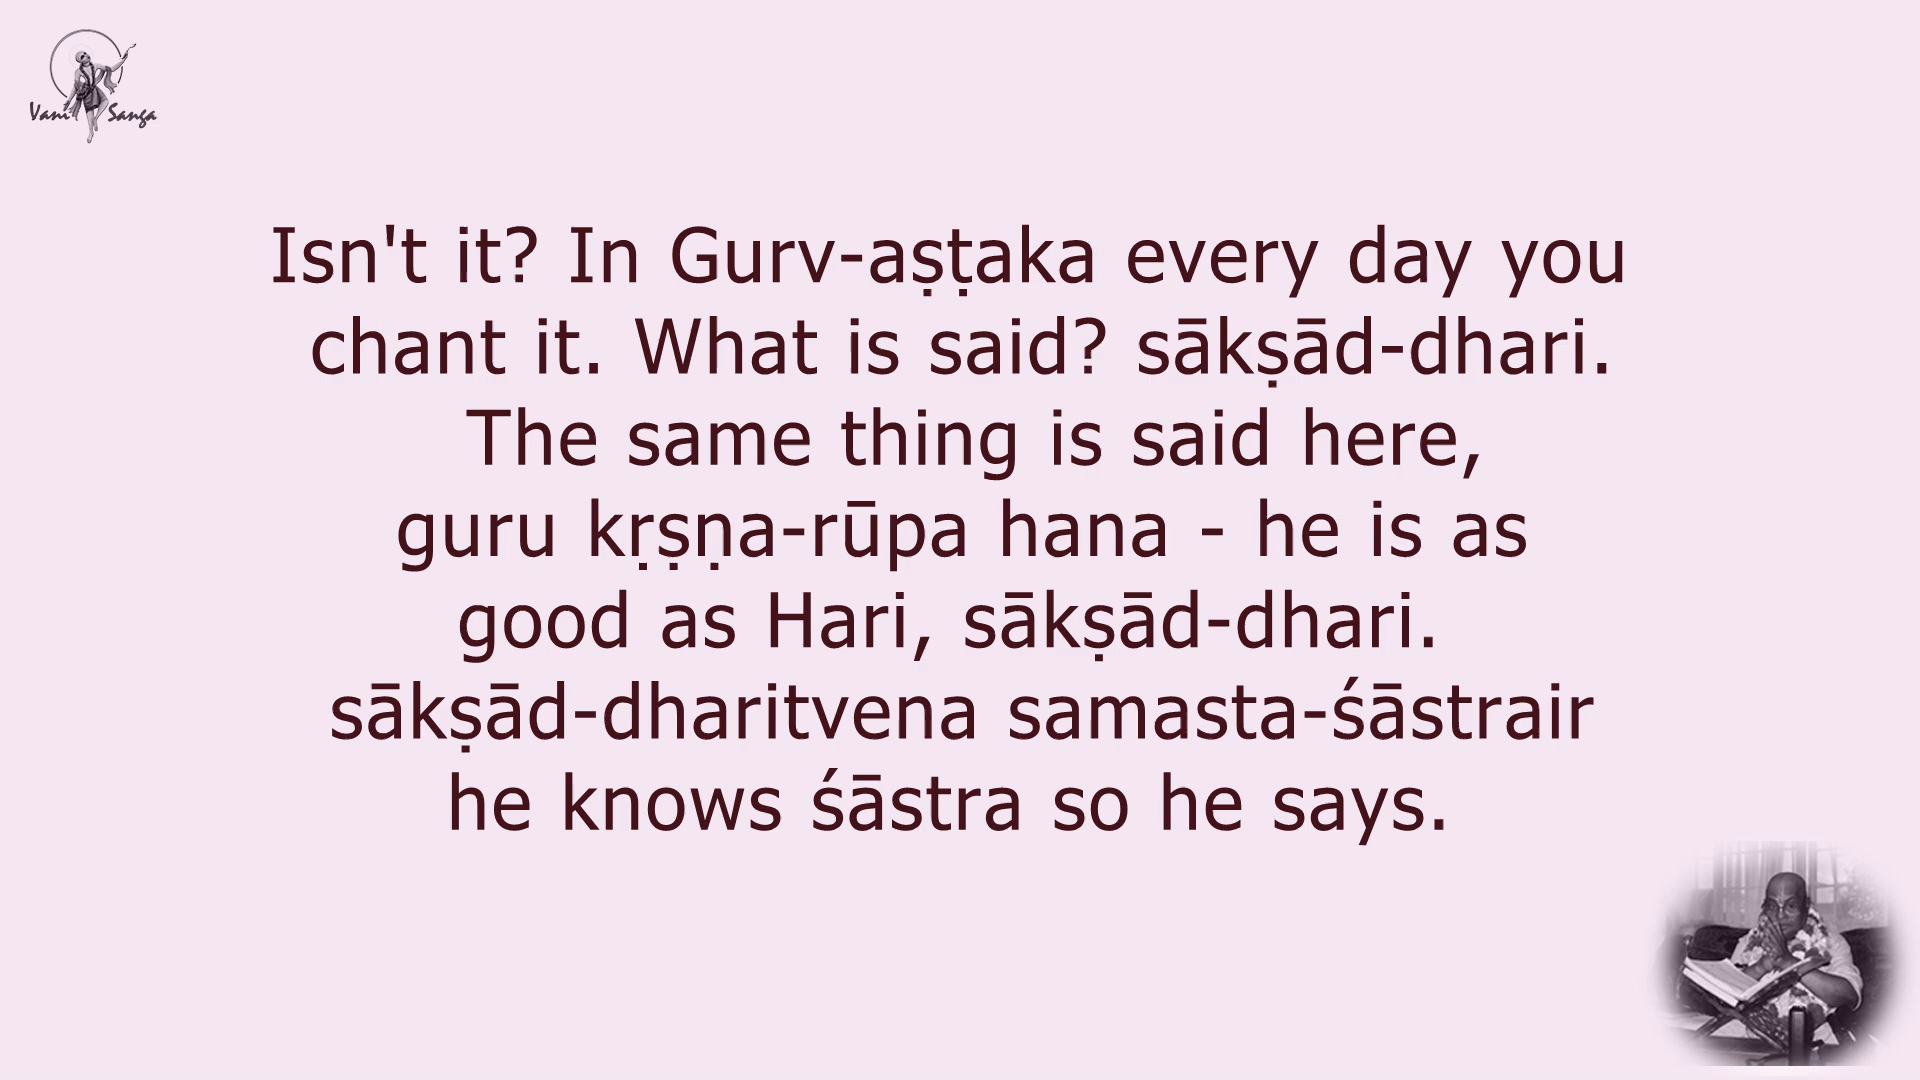 Vani Sanga
Isn't it? In Gurv-aṣṭaka every day you
chant it. What is said? sākṣād-dhari.
The same thing is said here,
guru kṛṣṇa-rūpa hana - he is as
good as Hari, sākṣād-dhari.
sākṣād-dharitvena samasta-śāstrair
he knows śāstra so he says.